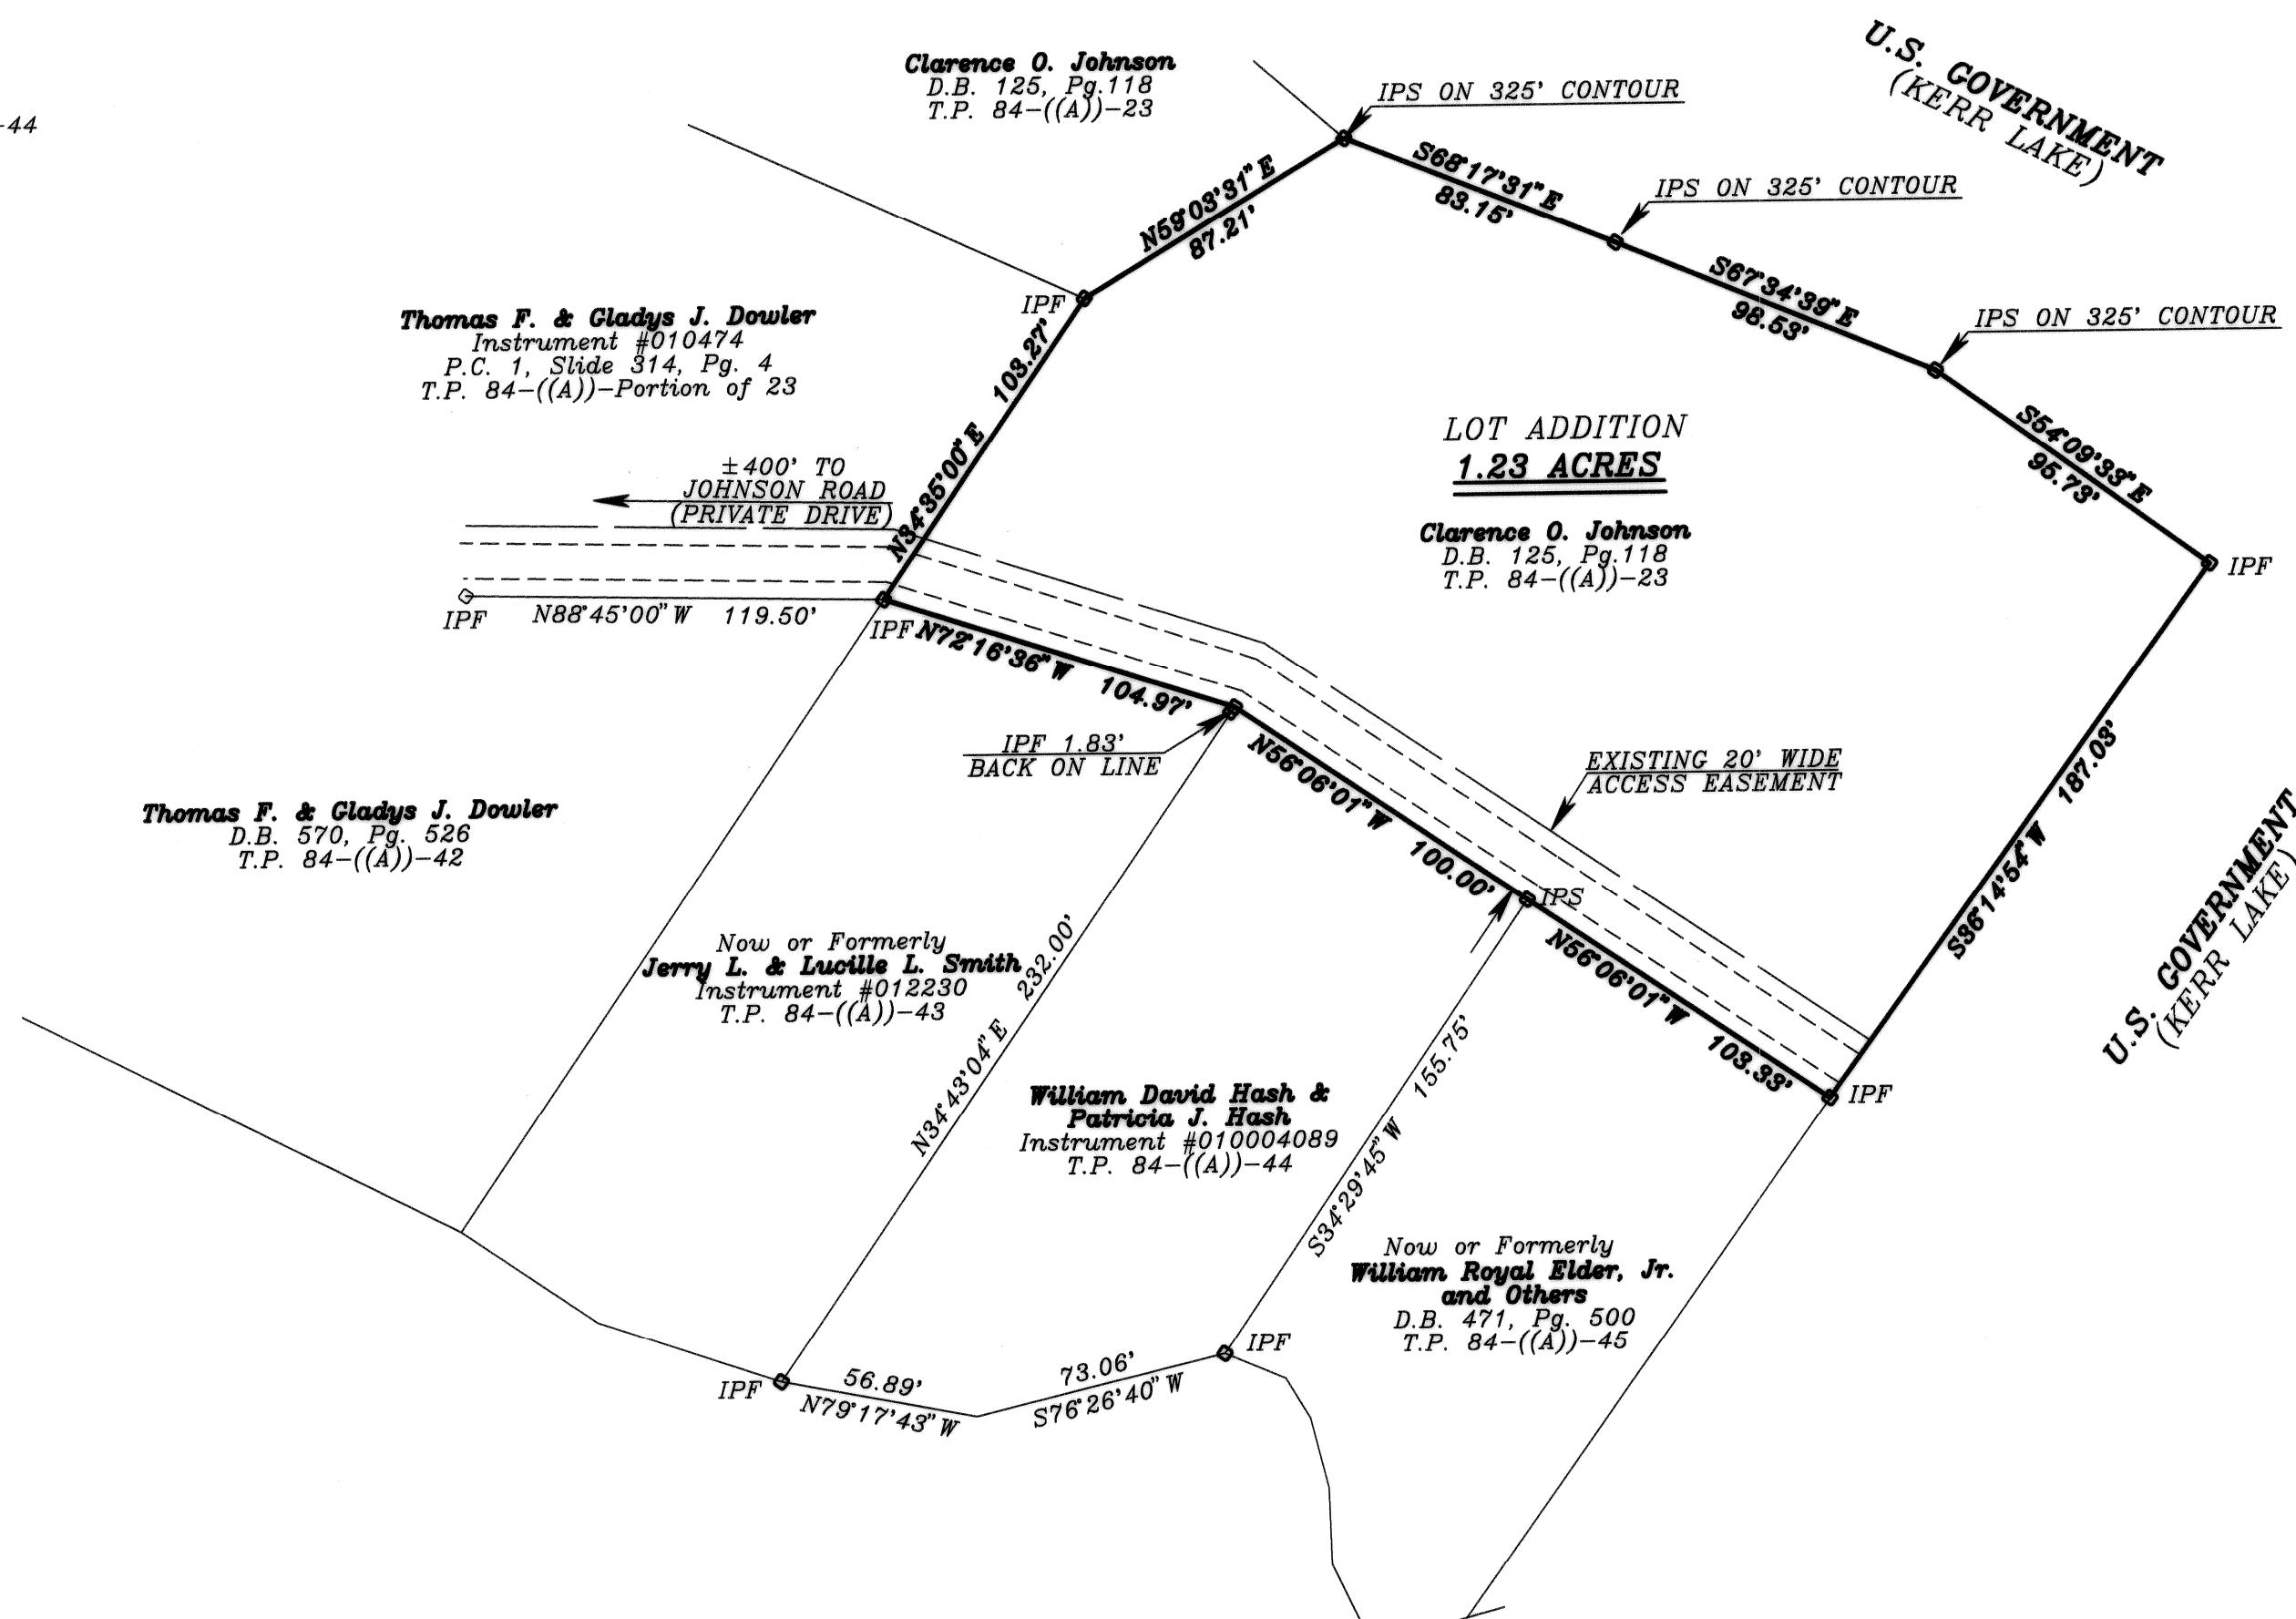 -44
Clarence O. Johnson
D.B. 125, Pg.118
T.P. 84-((A))-23
IPS ON 325' CONTOUR
U.S. GOVERNMENT
(KERR LAKE)
S68°17'31"E
83.15'
IPS ON 325' CONTOUR
N59°03'31"E
87.21'
S67°34'39"E
98.53'
IPS ON 325' CONTOUR
IPF
Thomas F. & Gladys J. Dowler
Instrument #010474
P.C. 1, Slide 314, Pg. 4
T.P. 84-((A))-Portion of 23
N34°35'00"E 103.27'
LOT ADDITION
1.23 ACRES
Clarence O. Johnson
D.B. 125, Pg.118
T.P. 84-((A))-23
S54°09'33"E
95.73'
IPF
±400' TO
JOHNSON ROAD
(PRIVATE DRIVE)
IPF
N88°45'00"W 119.50'
IPF
N72°16'36"W 104.97'
IPF 1.83'
BACK ON LINE
N56°06'01"W 100.00'
EXISTING 20' WIDE
ACCESS EASEMENT
S36°14'54"W 187.03'
U.S. GOVERNMENT
(KERR LAKE)
Thomas F. & Gladys J. Dowler
D.B. 570, Pg. 526
T.P. 84-((A))-42
IPS
N56°06'01"W 103.33'
IPF
Now or Formerly
Jerry L. & Lucille L. Smith
Instrument #012230
T.P. 84-((A))-43
N34°43'04"E 232.00'
William David Hash &
Patricia J. Hash
Instrument #010004089
T.P. 84-((A))-44
S34°29'45"W 155.75'
Now or Formerly
William Royal Elder, Jr.
and Others
D.B. 471, Pg. 500
T.P. 84-((A))-45
IPF
IPF
56.89'
N79°17'43"W
73.06'
S76°26'40"W